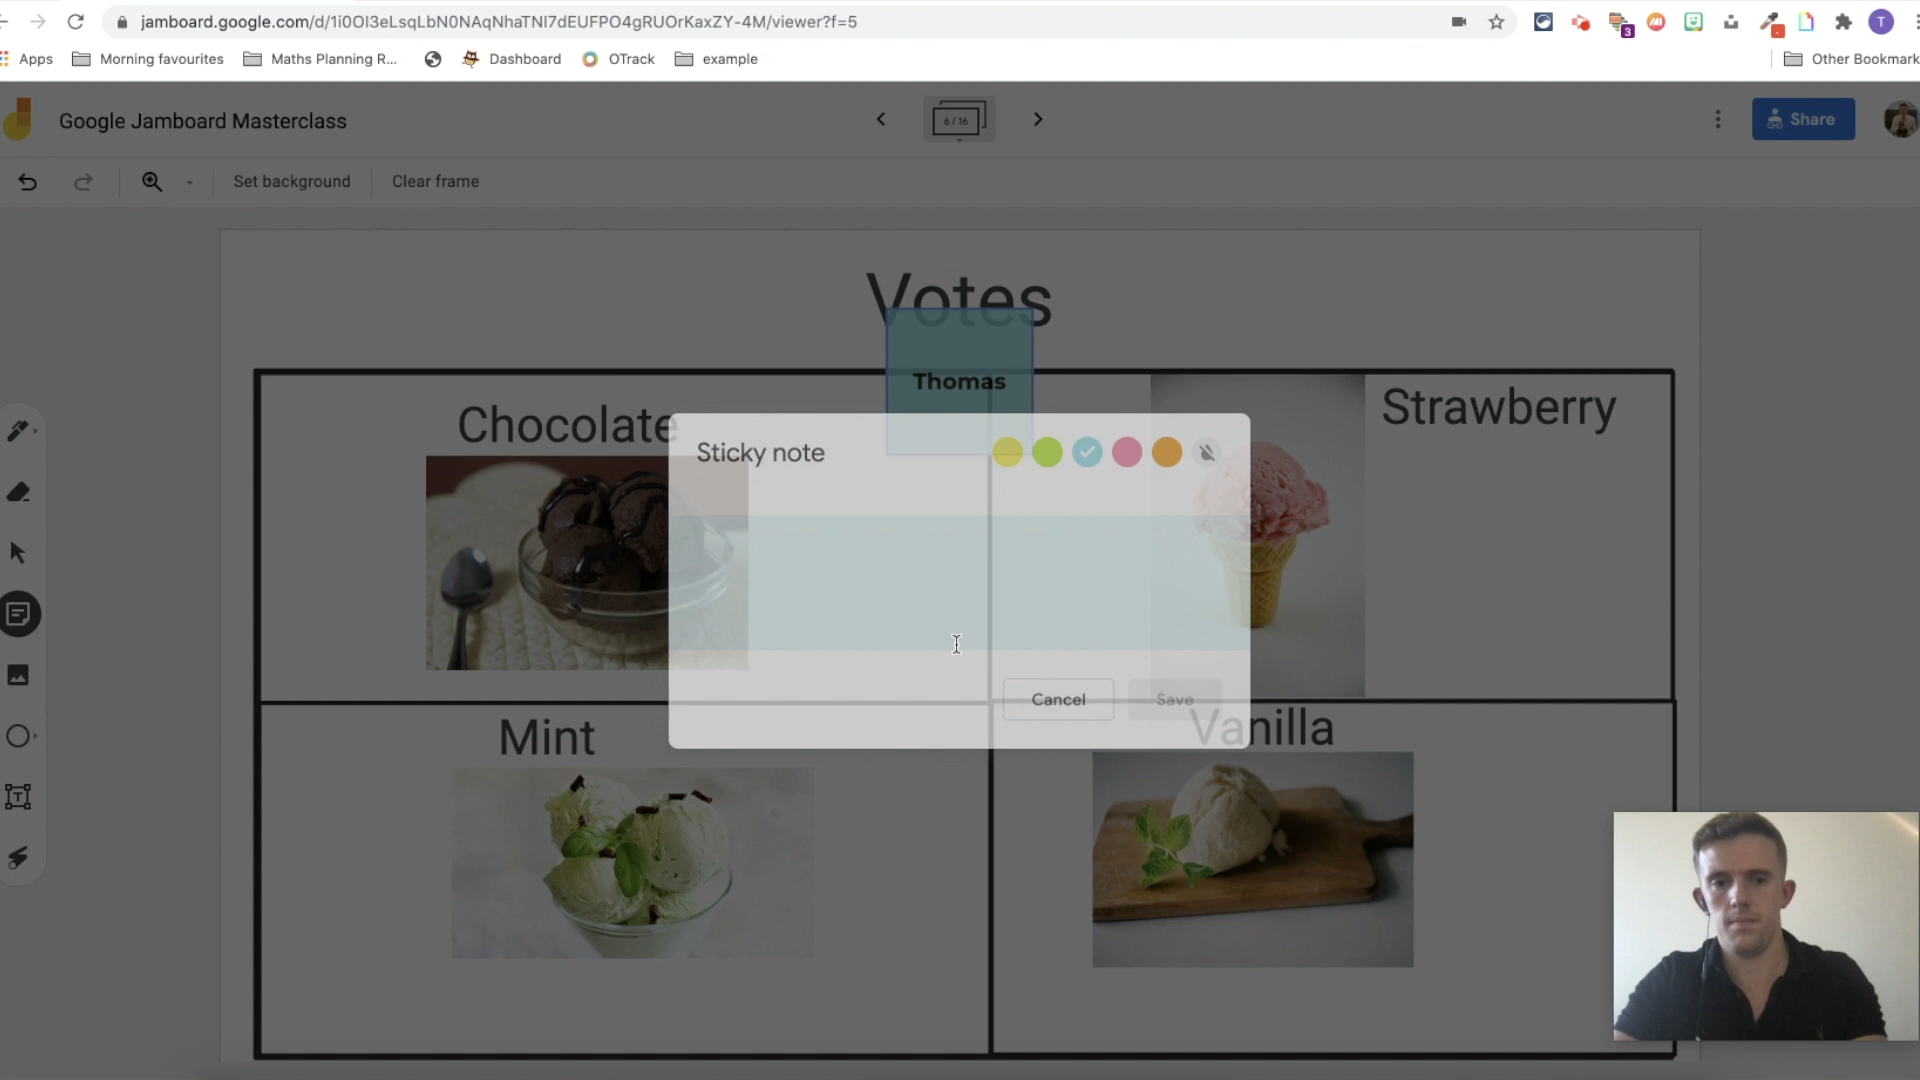 jamboard.google.com/d/1i0OI3eLsqLbN0NAqNhaTNI7dEUFPO4gRUOrKaxZY-4M/viewer?f=5
3
T
Apps
Morning favourites
Maths Planning R...
Dashboard
OTrack
example
Other Bookmark
Google Jamboard Masterclass
6 / 16
Share
Set background
Clear frame
Votes
Thomas
Chocolate
Strawberry
Sticky note
Cancel
Save
Mint
Vanilla